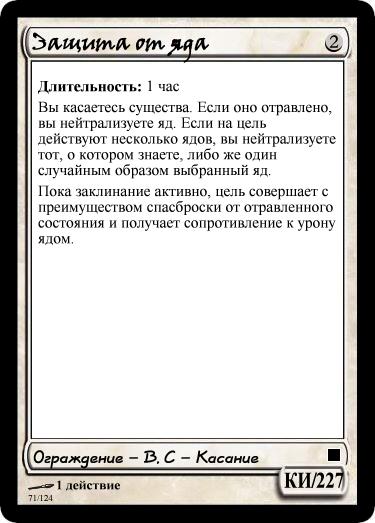 Защита от яда
2
Длительность: 1 час
Вы касаетесь существа. Если оно отравлено,
вы нейтрализуете яд. Если на цель
действуют несколько ядов, вы нейтрализуете
тот, о котором знаете, либо же один
случайным образом выбранный яд.
Пока заклинание активно, цель совершает с
преимуществом спасброски от отравленного
состояния и получает сопротивление к урону
ядом.
Ограждение – В, С – Касание
1 действие
КИ/227
71/124